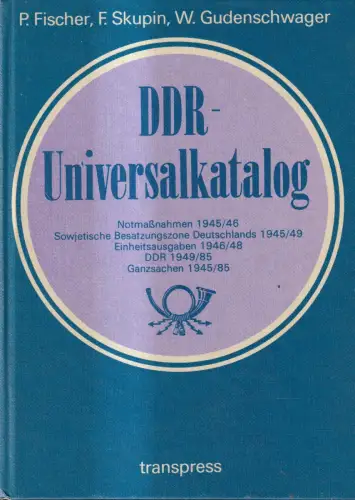 P. Fischer, F. Skupin, W. Gudenschwager
DDR-
Universalkatalog
Notmaßnahmen 1945/46
Sowjetische Besatzungszone Deutschlands 1945/49
Einheitsausgaben 1946/48
DDR 1949/85
Ganzsachen 1945/85
transpress